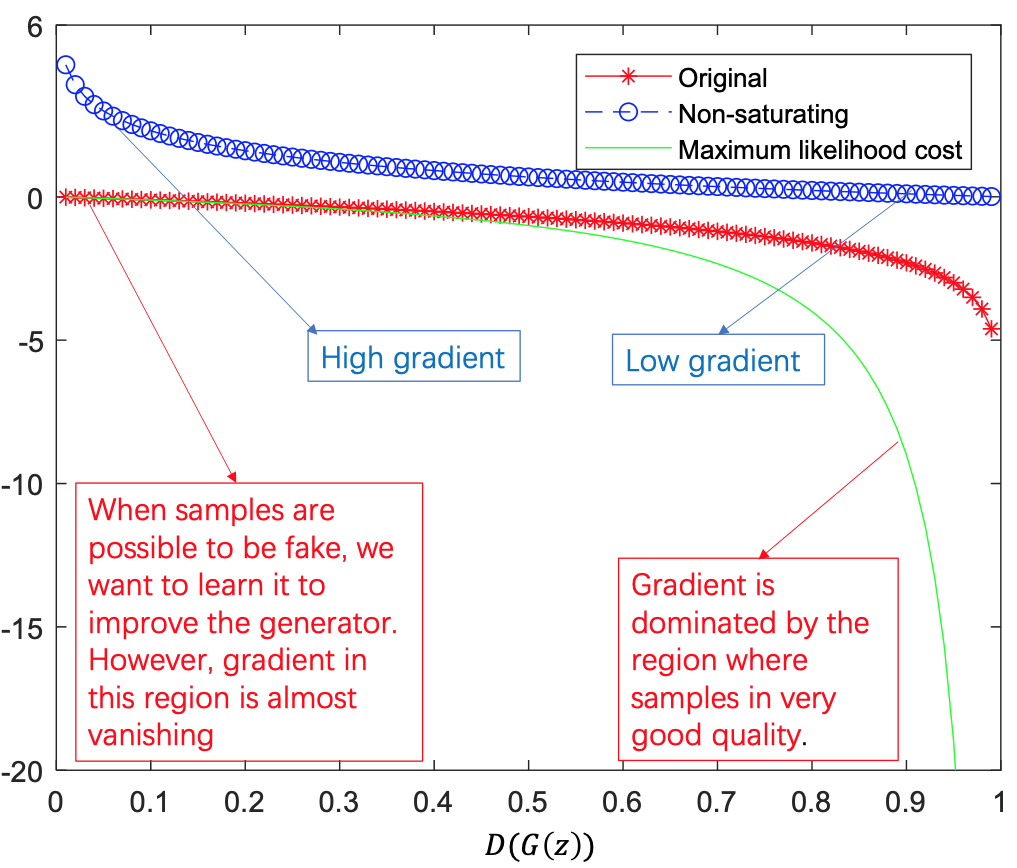 6
0
-5
-10
-15
-20
Original
Non-saturating
Maximum likelihood cost
High gradient
Low gradient
When samples are
possible to be fake, we
want to learn it to
improve the generator.
However, gradient in
this region is almost
vanishing
Gradient is
dominated by the
region where
samples in very
good quality.
0 0.1 0.2 0.3 0.4 0.5 0.6 0.7 0.8 0.9 1
D(G(z))